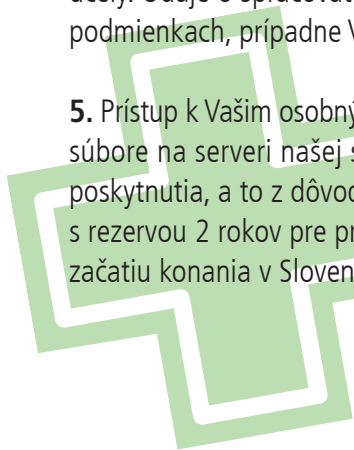 podmienkach, prípadne V
5. Prístup k Vašim osobný
súbore na serveri našej s
poskytnutia, a to z dôvod
s rezervou 2 rokov pre pr
začatiu konania v Sloven